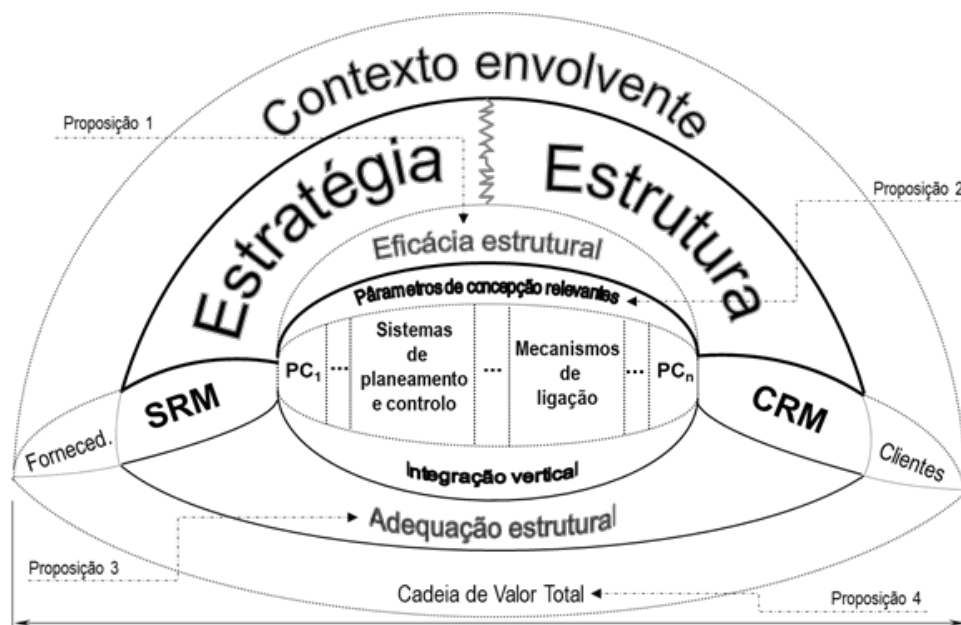 Contexto envolvente
Proposição 1
Estratégia
Estrutura
Proposição 2
Eficácia estrutural
Pârametros de concepção relevantes
PC1
...
Sistemas
de
planeamento
e controlo
...
Mecanismos
de
ligação
...
PCn
SRM
CRM
Forneced.
Clientes
Integração vertical
Adequação estrutural
Proposição 3
Cadeia de Valor Total
Proposição 4